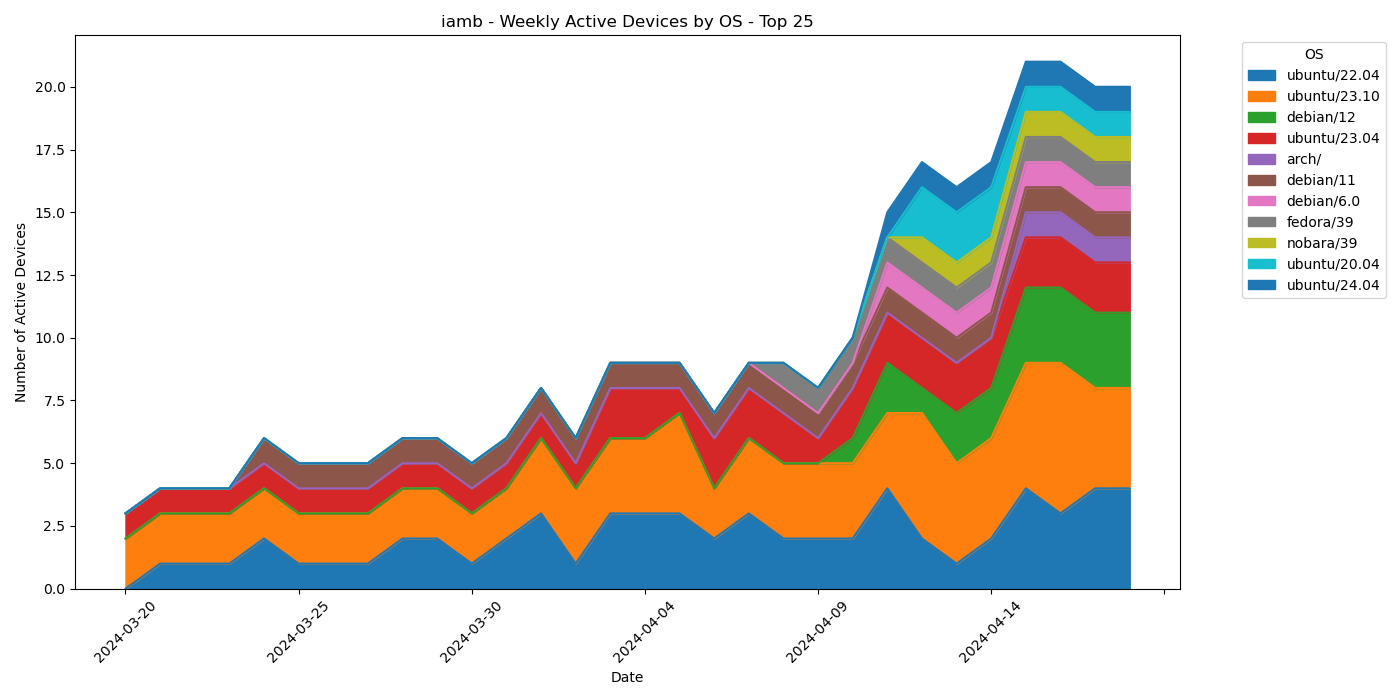 iamb - Weekly Active Devices by OS - Top 25
Number of Active Devices
20.0
17.5
15.0
12.5
10.0
7.5
5.0
2.5
0.0
2024-03-20
2024-03-25
2024-03-30
2024-04-04
2024-04-09
2024-04-14
Date
OS
ubuntu/22.04
ubuntu/23.10
debian/12
ubuntu/23.04
arch/
debian/11
debian/6.0
fedora/39
nobara/39
ubuntu/20.04
ubuntu/24.04